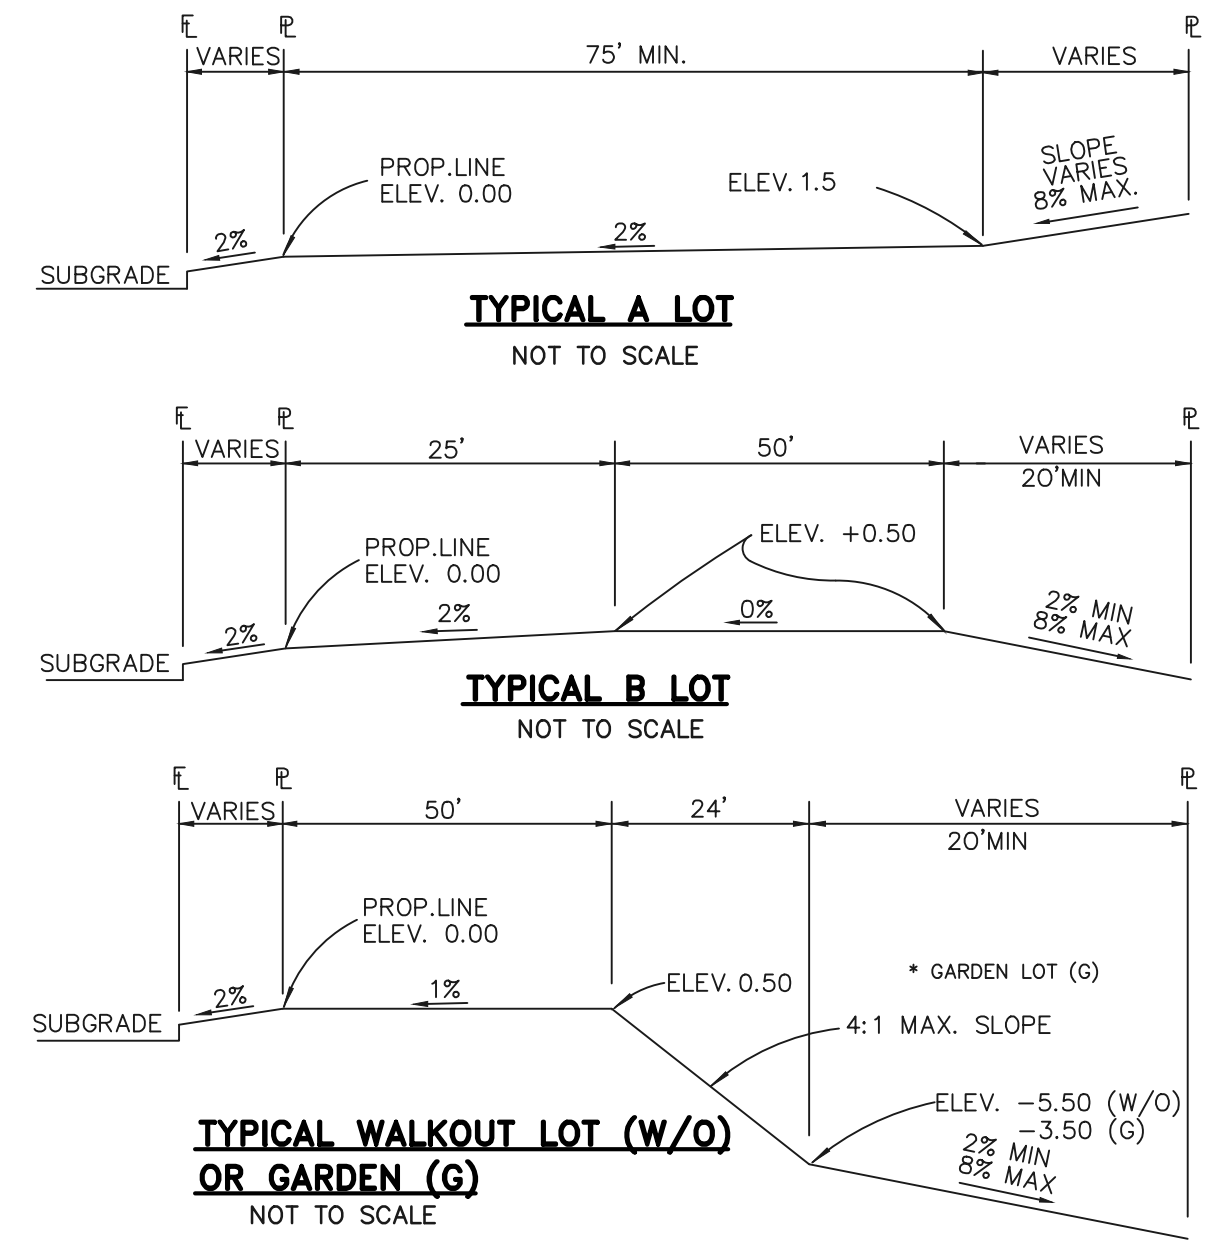 FL PL PL
VARIES 75' MIN. VARIES
PROP.LINE
ELEV. 0.00
ELEV. 1.5
SLOPE
VARIES
8% MAX.
2% 2%
SUBGRADE
TYPICAL A LOT
NOT TO SCALE
FL PL PL
VARIES 25' 50' VARIES
20'MIN
ELEV. +0.50
PROP.LINE
ELEV. 0.00
2% 2% 0%
2% MIN
8% MAX
SUBGRADE
TYPICAL B LOT
NOT TO SCALE
FL PL PL
VARIES 50' 24' VARIES
20'MIN
PROP.LINE
ELEV. 0.00
* GARDEN LOT (G)
2% 1% ELEV. 0.50
SUBGRADE
4:1 MAX. SLOPE
ELEV. -5.50 (W/O)
-3.50 (G)
2% MIN
8% MAX
TYPICAL WALKOUT LOT (W/O)
OR GARDEN (G)
NOT TO SCALE